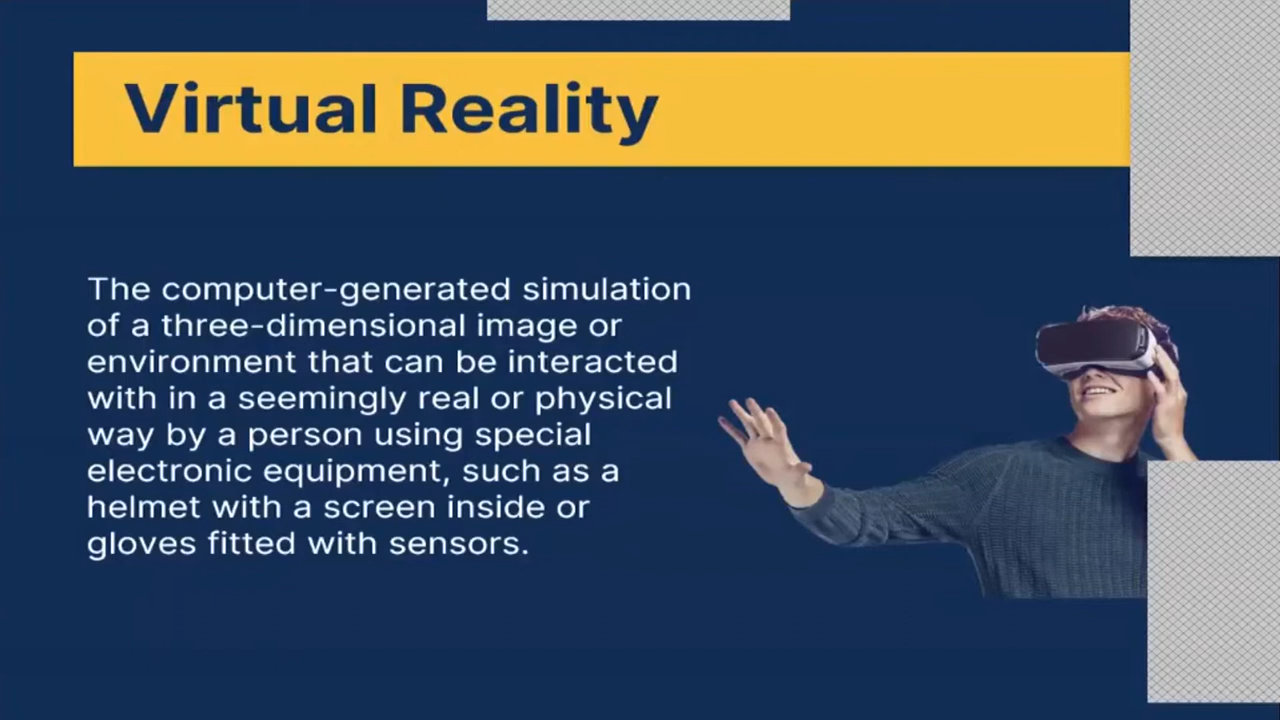 Virtual Reality
The computer-generated simulation
of a three-dimensional image or
environment that can be interacted
with in a seemingly real or physical
way by a person using special
electronic equipment, such as a
helmet with a screen inside or
gloves fitted with sensors.